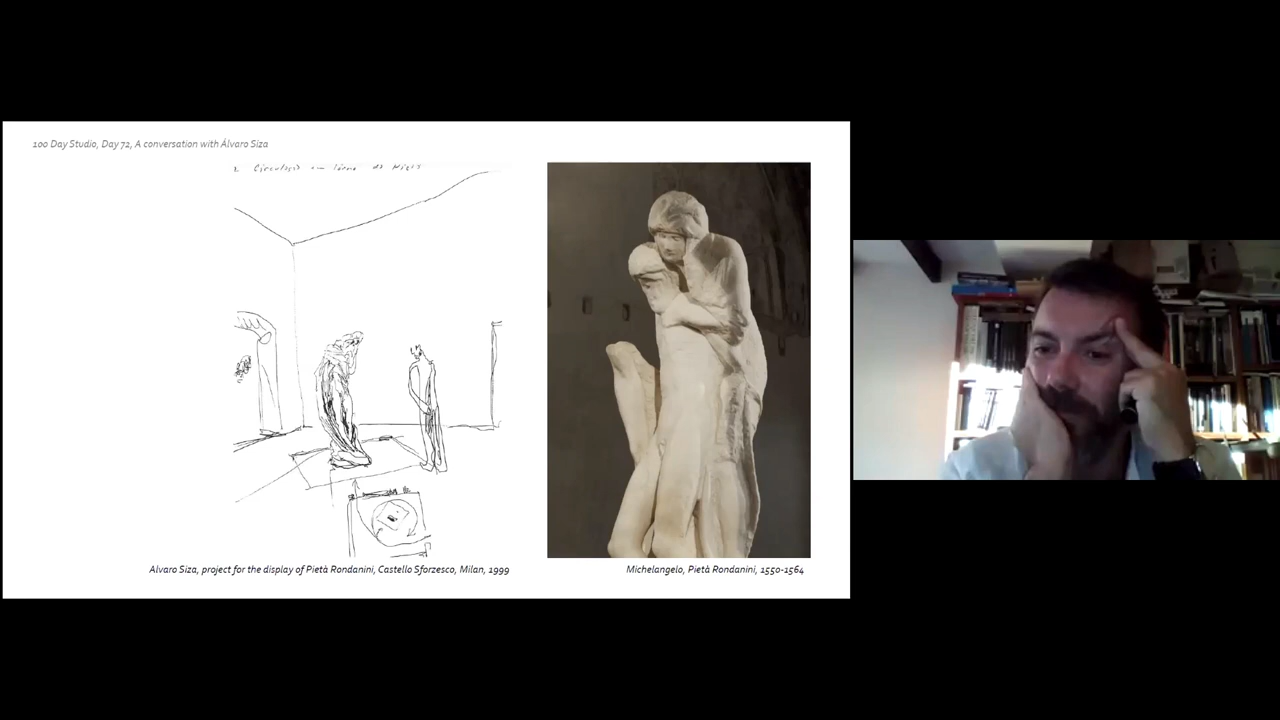 100 Day Studio, Day 72, A conversation with Álvaro Siza
Alvaro Siza, project for the display of Pietà Rondanini, Castello Sforzesco, Milan, 1999
Michelangelo, Pietà Rondanini, 1550-1564